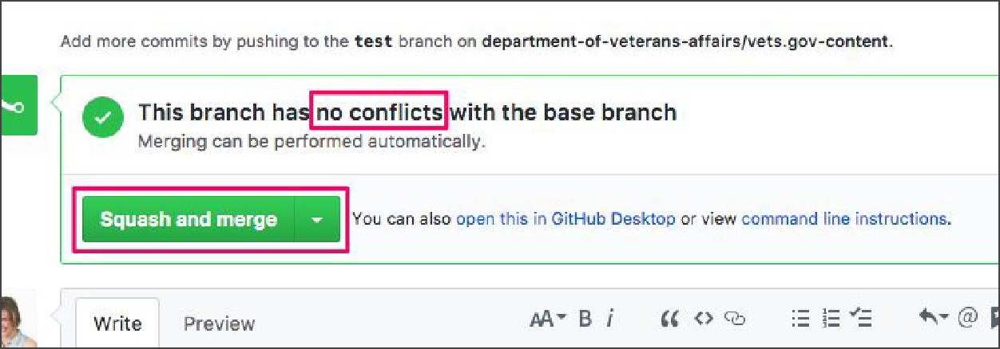 Add more commits by pushing to the test branch on department-of-veterans-affairs/vets.gov-content.
This branch has no conflicts with the base branch
Merging can be performed automatically.
Squash and merge You can also open this in GitHub Desktop or view command line instructions.
Write Preview AA B i “ <> @